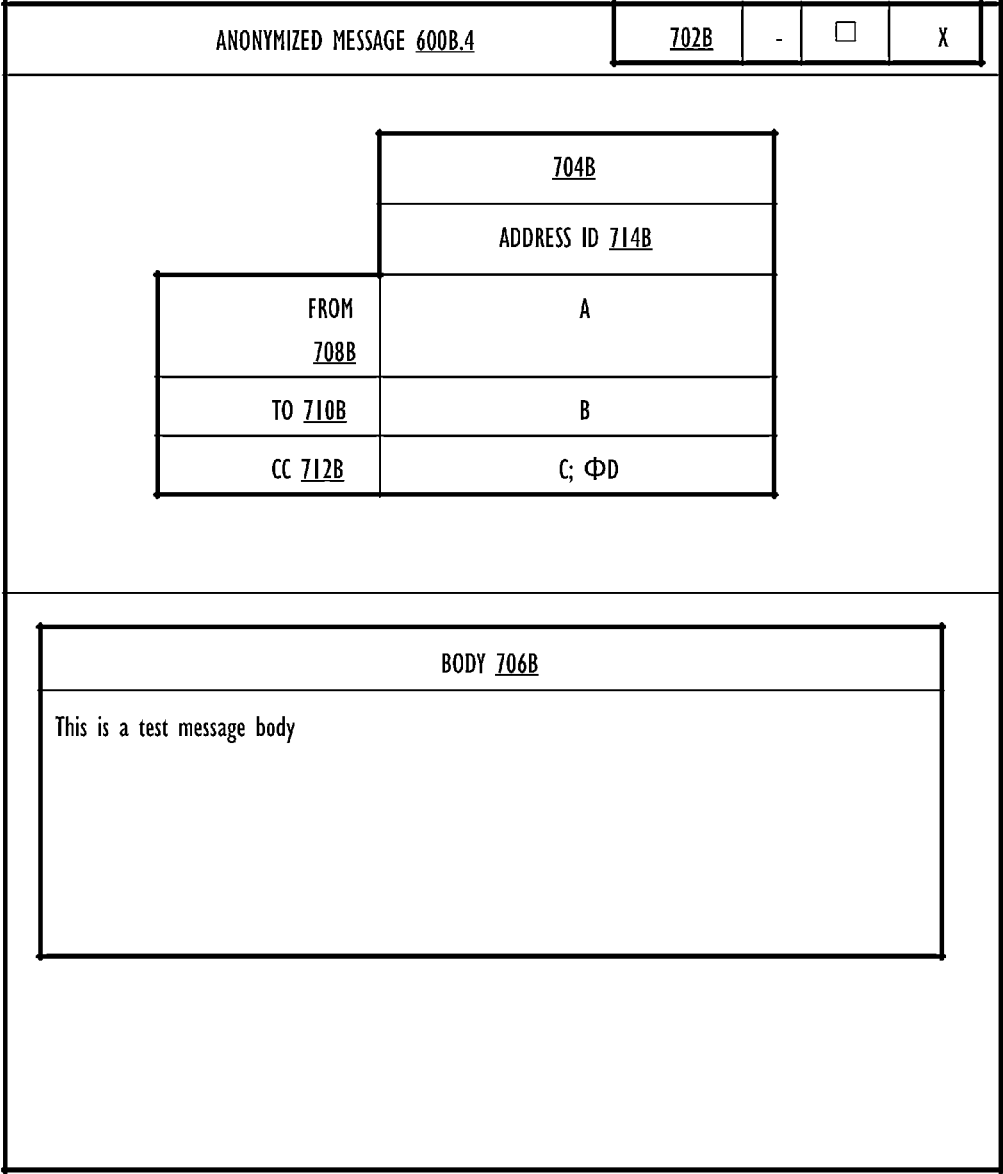 ANONYMIZED MESSAGE 600B.4 702B - □ X
704B
ADDRESS ID 714B
FROM A
708B
TO 710B B
CC 712B C; ΦD
BODY 706B
This is a test message body